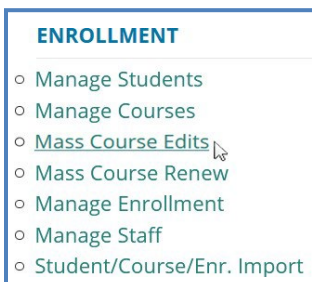 ENROLLMENT
Manage Students
Manage Courses
Mass Course Edits
Mass Course Renew
Manage Enrollment
Manage Staff
Student/Course/Enr. Import